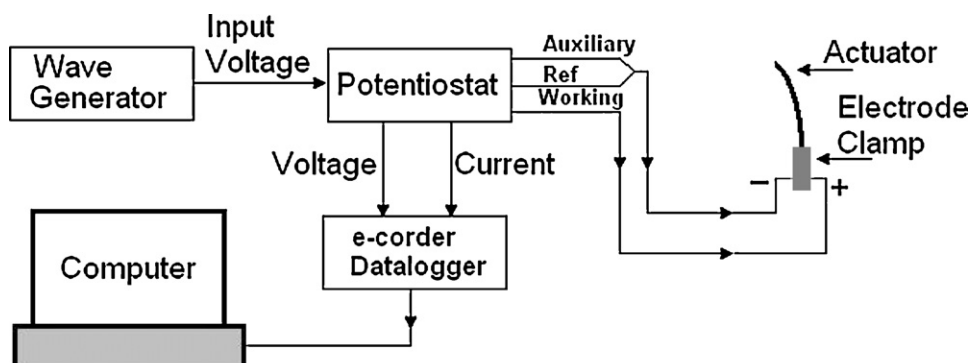 Wave
Generator
Input
Voltage
Potentiostat
Auxiliary
Ref
Working
Actuator
Electrode
Clamp
−
+
Voltage
Current
e-corder
Datalogger
Computer